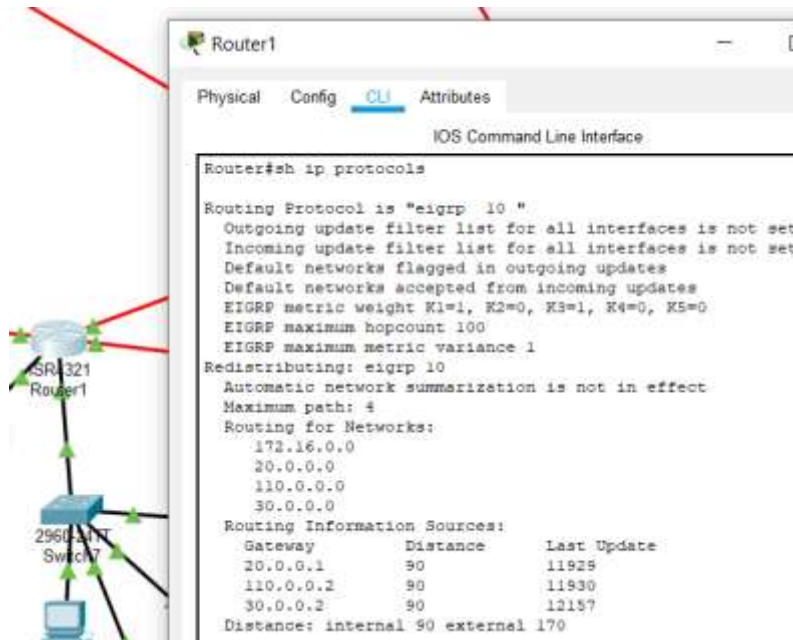 Router1
Physical Config CLI Attributes
IOS Command Line Interface
Router#sh ip protocols
Routing Protocol is "eigrp 10 "
Outgoing update filter list for all interfaces is not set
Incoming update filter list for all interfaces is not set
Default networks flagged in outgoing updates
Default networks accepted from incoming updates
EIGRP metric weight K1=1, K2=0, K3=1, K4=0, K5=0
EIGRP maximum hopcount 100
EIGRP maximum metric variance 1
Redistributing: eigrp 10
Automatic network summarization is not in effect
Maximum path: 4
Routing for Networks:
172.16.0.0
20.0.0.0
110.0.0.0
30.0.0.0
Routing Information Sources:
Gateway Distance Last Update
20.0.0.1 90 11929
110.0.0.2 90 11930
30.0.0.2 90 12157
Distance: internal 90 external 170
Router1
Switch7